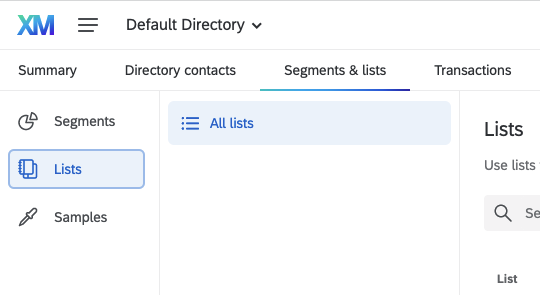 XM
Default Directory
Summary Directory contacts Segments & lists Transactions
Segments
Lists
Samples
All lists
Lists
Use lists
Se
List